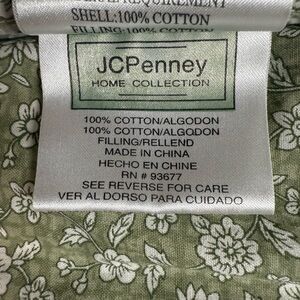 REQUIREMENT
SHELL:100% COTTON
FILLING:100% COTTON
JCPenney
HOME COLLECTION
100% COTTON/ALGODON
100% COTTON/ALGODON
FILLING/RELLEND
MADE IN CHINA
HECHO EN CHINE
RN # 93677
SEE REVERSE FOR CARE
VER AL DORSO PARA CUIDADO